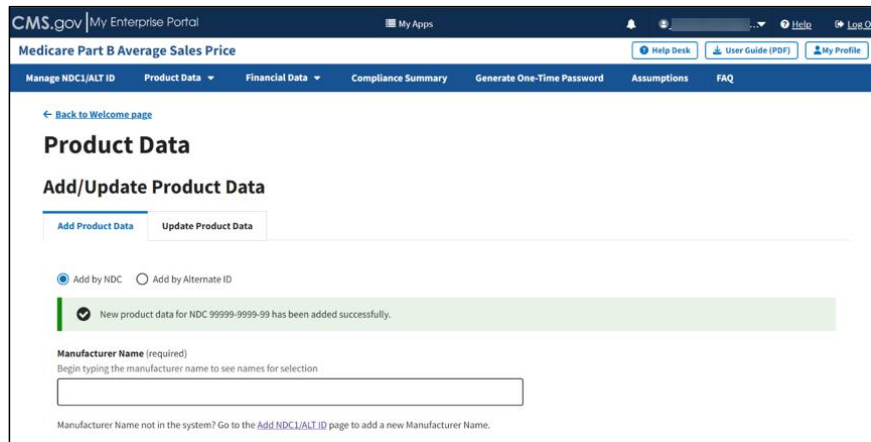 CMS.gov My Enterprise Portal
My Apps
...
Help
Log O
Medicare Part B Average Sales Price
Help Desk
User Guide (PDF)
My Profile
Manage NDC1/ALT ID Product Data Financial Data Compliance Summary Generate One-Time Password Assumptions FAQ
Back to Welcome page
Product Data
Add/Update Product Data
Add Product Data Update Product Data
Add by NDC Add by Alternate ID
New product data for NDC 99999-9999-99 has been added successfully.
Manufacturer Name (required)
Begin typing the manufacturer name to see names for selection
Manufacturer Name not in the system? Go to the Add NDC1/ALT ID page to add a new Manufacturer Name.